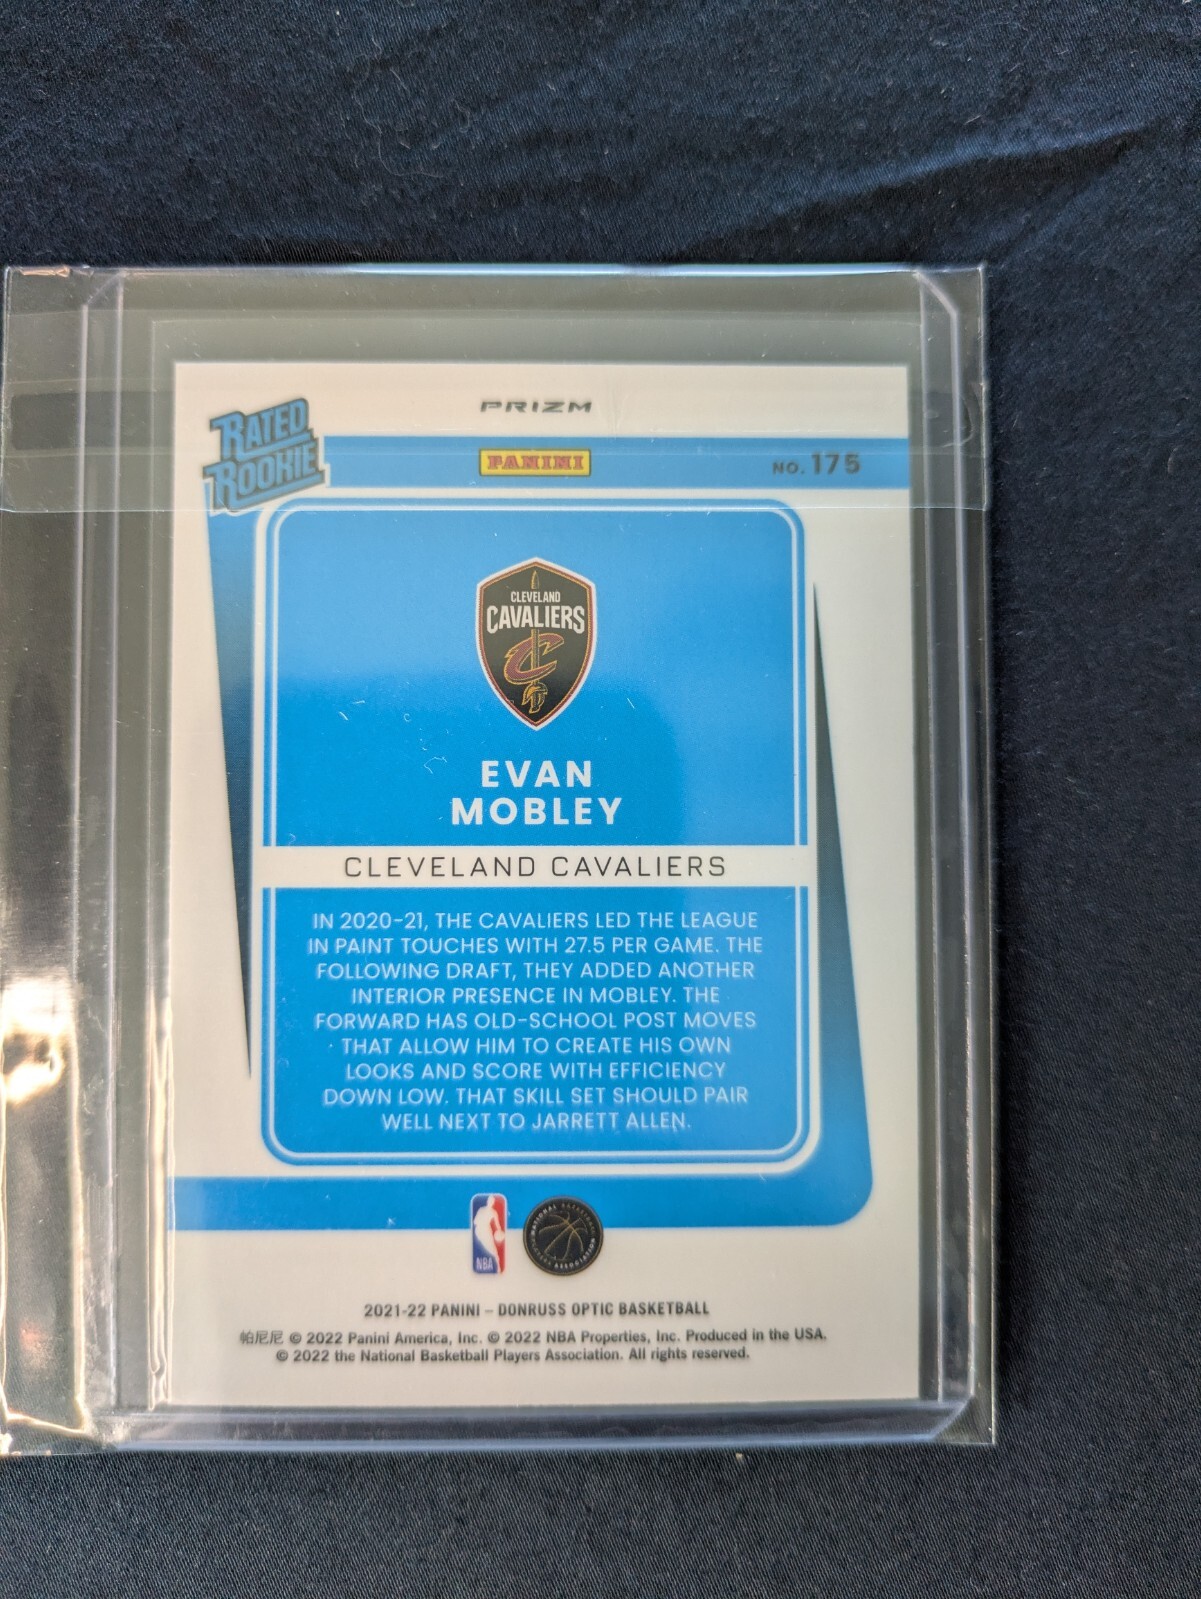 PRIZM
RATED
ROOKIE
PANINI
NO. 175
CLEVELAND
CAVALIERS
C
EVAN
MOBLEY
CLEVELAND CAVALIERS
IN 2020-21, THE CAVALIERS LED THE LEAGUE
IN PAINT TOUCHES WITH 27.5 PER GAME. THE
FOLLOWING DRAFT, THEY ADDED ANOTHER
INTERIOR PRESENCE IN MOBLEY. THE
FORWARD HAS OLD-SCHOOL POST MOVES
THAT ALLOW HIM TO CREATE HIS OWN
LOOKS AND SCORE WITH EFFICIENCY
DOWN LOW. THAT SKILL SET SHOULD PAIR
WELL NEXT TO JARRETT ALLEN.
NBA
NATIONAL BASKETBALL
PLAYERS ASSOCIATION
2021-22 PANINI – DONRUSS OPTIC BASKETBALL
帕尼尼 © 2022 Panini America, Inc. © 2022 NBA Properties, Inc. Produced in the USA.
© 2022 the National Basketball Players Association. All rights reserved.